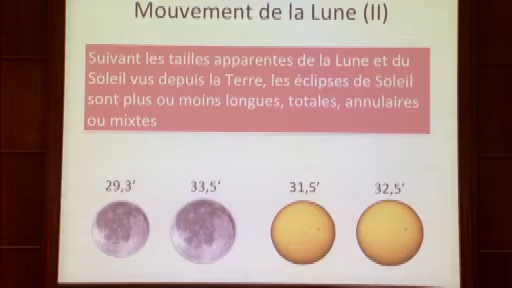 Mouvement de la Lune (II)
Suivant les tailles apparentes de la Lune et du
Soleil vus depuis la Terre, les éclipses de Soleil
sont plus ou moins longues, totales, annulaires
ou mixtes
29,3’ 33,5’ 31,5’ 32,5’